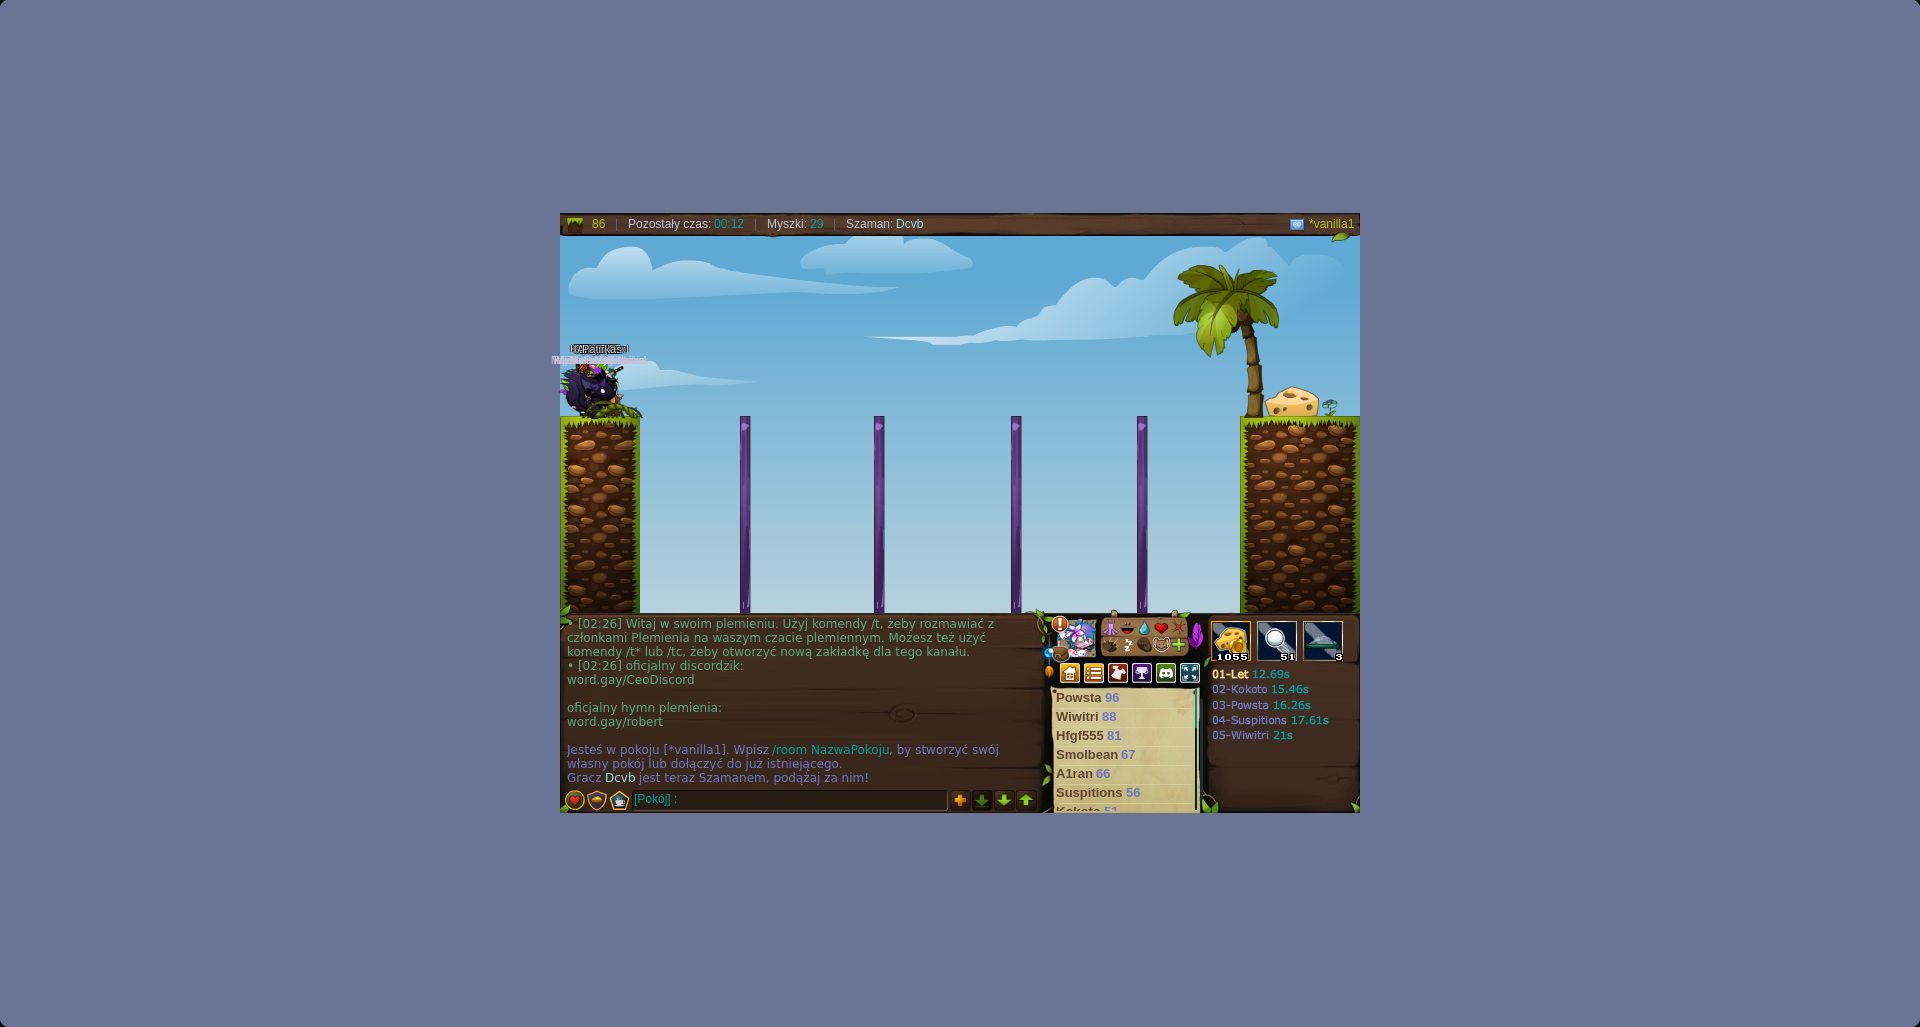 86 | Pozostały czas: 00:12 | Myszki: 29 | Szaman: Dcvb
*vanilla1
• [02:26] Witaj w swoim plemieniu. Użyj komendy /t, żeby rozmawiać z
członkami Plemienia na waszym czacie plemiennym. Możesz też użyć
komendy /t* lub /tc, żeby otworzyć nową zakładkę dla tego kanału.
• [02:26] oficjalny discordzik:
word.gay/CeoDiscord
oficjalny hymn plemienia:
word.gay/robert
Jesteś w pokoju [*vanilla1]. Wpisz /room NazwaPokoju, by stworzyć swój
własny pokój lub dołączyć do już istniejącego.
Gracz Dcvb jest teraz Szamanem, podążaj za nim!
[Pokój] :
Powsta 96
Wiwitri 88
Hfgf555 81
Smolbean 67
A1ran 66
Suspitions 56
Kokoto 51
1055
51
3
01-Let 12.69s
02-Kokoto 15.46s
03-Powsta 16.26s
04-Suspitions 17.61s
05-Wiwitri 21s